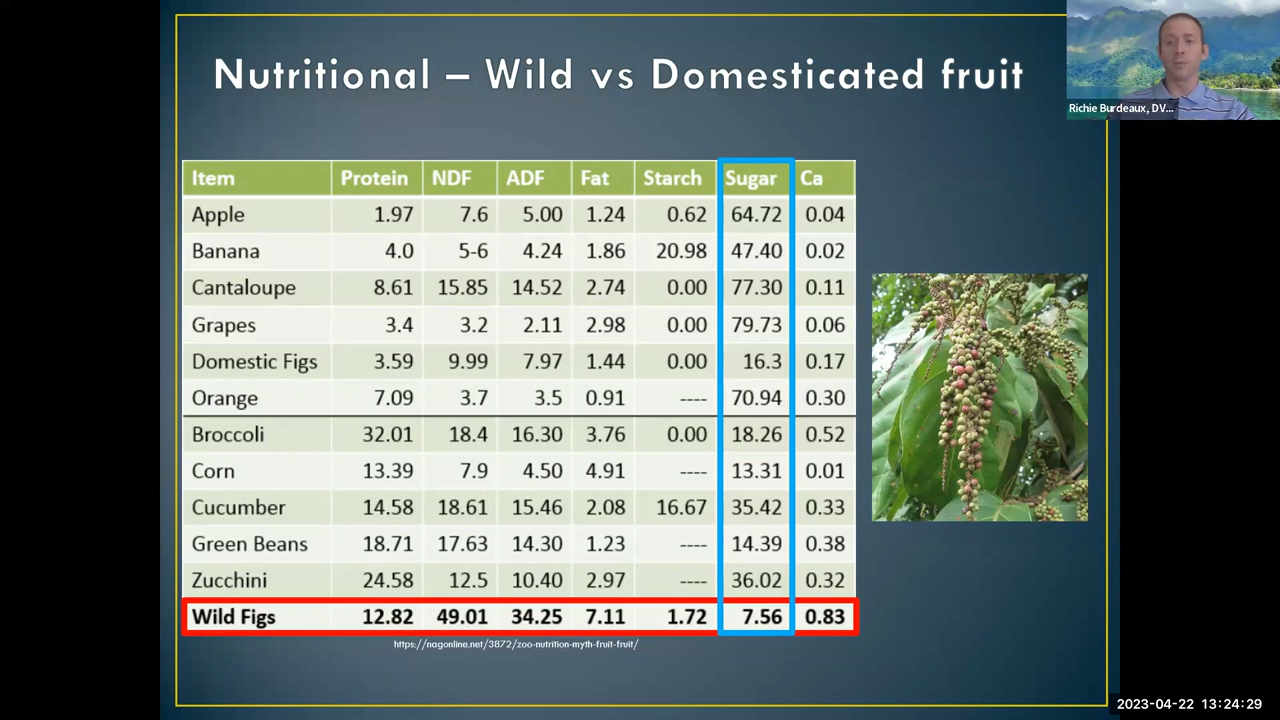 Nutritional – Wild vs Domesticated fruit
Richie Burdeaux, DV...
Item Protein NDF ADF Fat Starch Sugar Ca
Apple 1.97 7.6 5.00 1.24 0.62 64.72 0.04
Banana 4.0 5-6 4.24 1.86 20.98 47.40 0.02
Cantaloupe 8.61 15.85 14.52 2.74 0.00 77.30 0.11
Grapes 3.4 3.2 2.11 2.98 0.00 79.73 0.06
Domestic Figs 3.59 9.99 7.97 1.44 0.00 16.3 0.17
Orange 7.09 3.7 3.5 0.91 ---- 70.94 0.30
Broccoli 32.01 18.4 16.30 3.76 0.00 18.26 0.52
Corn 13.39 7.9 4.50 4.91 ---- 13.31 0.01
Cucumber 14.58 18.61 15.46 2.08 16.67 35.42 0.33
Green Beans 18.71 17.63 14.30 1.23 ---- 14.39 0.38
Zucchini 24.58 12.5 10.40 2.97 ---- 36.02 0.32
Wild Figs 12.82 49.01 34.25 7.11 1.72 7.56 0.83
https://nagonline.net/3872/zoo-nutrition-myth-fruit-fruit/
2023-04-22 13:24:29